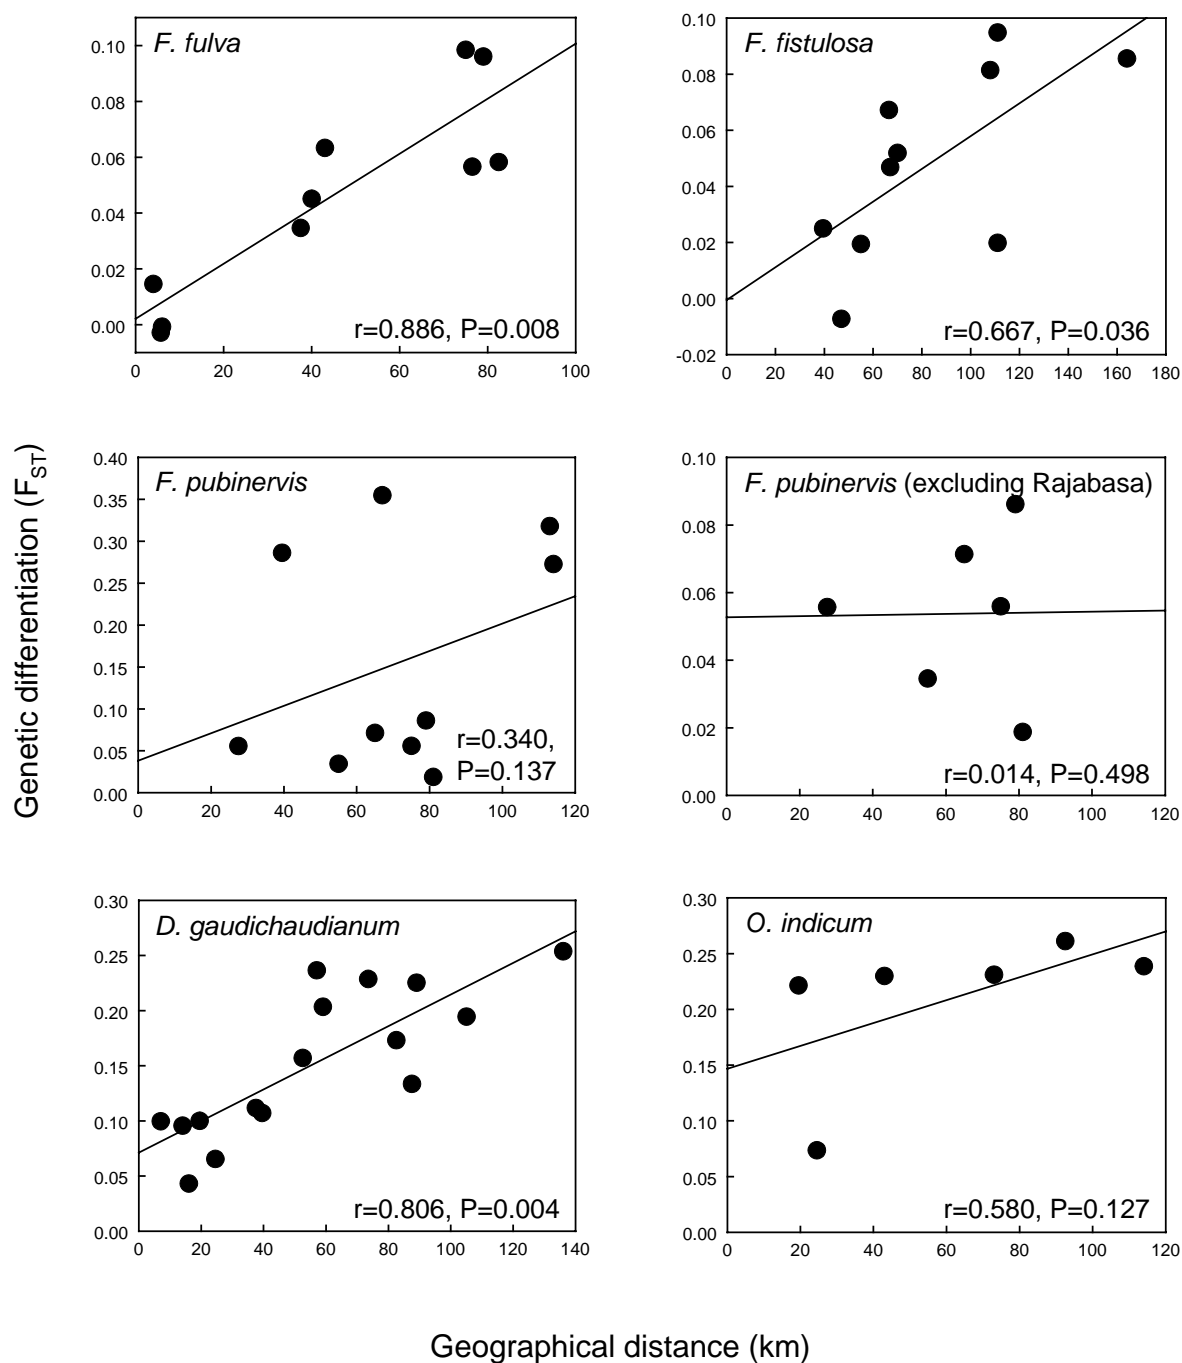 F. fulva
0.10
0.08
0.06
0.04
0.02
0.00
r=0.886, P=0.008
0 20 40 60 80 100
F. fistulosa
0.10
0.08
0.06
0.04
0.02
0.00
-0.02
r=0.667, P=0.036
0 20 40 60 80 100 120 140 160 180
Genetic differentiation (FST)
F. pubinervis
0.40
0.35
0.30
0.25
0.20
0.15
0.10
0.05
0.00
r=0.340,
P=0.137
0 20 40 60 80 100 120
F. pubinervis (excluding Rajabasa)
0.10
0.08
0.06
0.04
0.02
0.00
r=0.014, P=0.498
0 20 40 60 80 100 120
D. gaudichaudianum
0.30
0.25
0.20
0.15
0.10
0.05
0.00
r=0.806, P=0.004
0 20 40 60 80 100 120 140
O. indicum
0.30
0.25
0.20
0.15
0.10
0.05
0.00
r=0.580, P=0.127
0 20 40 60 80 100 120
Geographical distance (km)